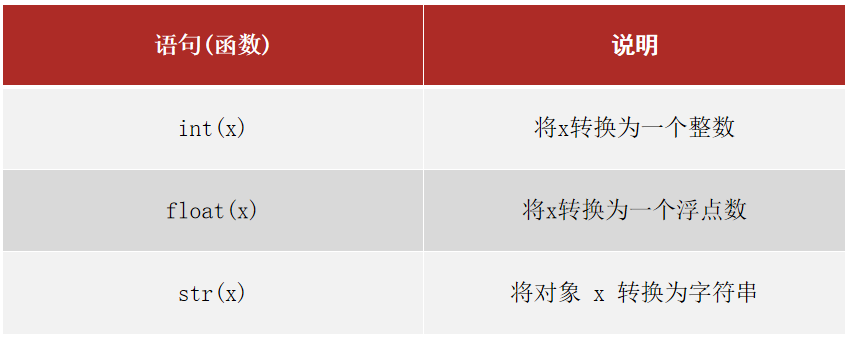 语句(函数) 说明
int(x) 将x转换为一个整数
float(x) 将x转换为一个浮点数
str(x) 将对象 x 转换为字符串